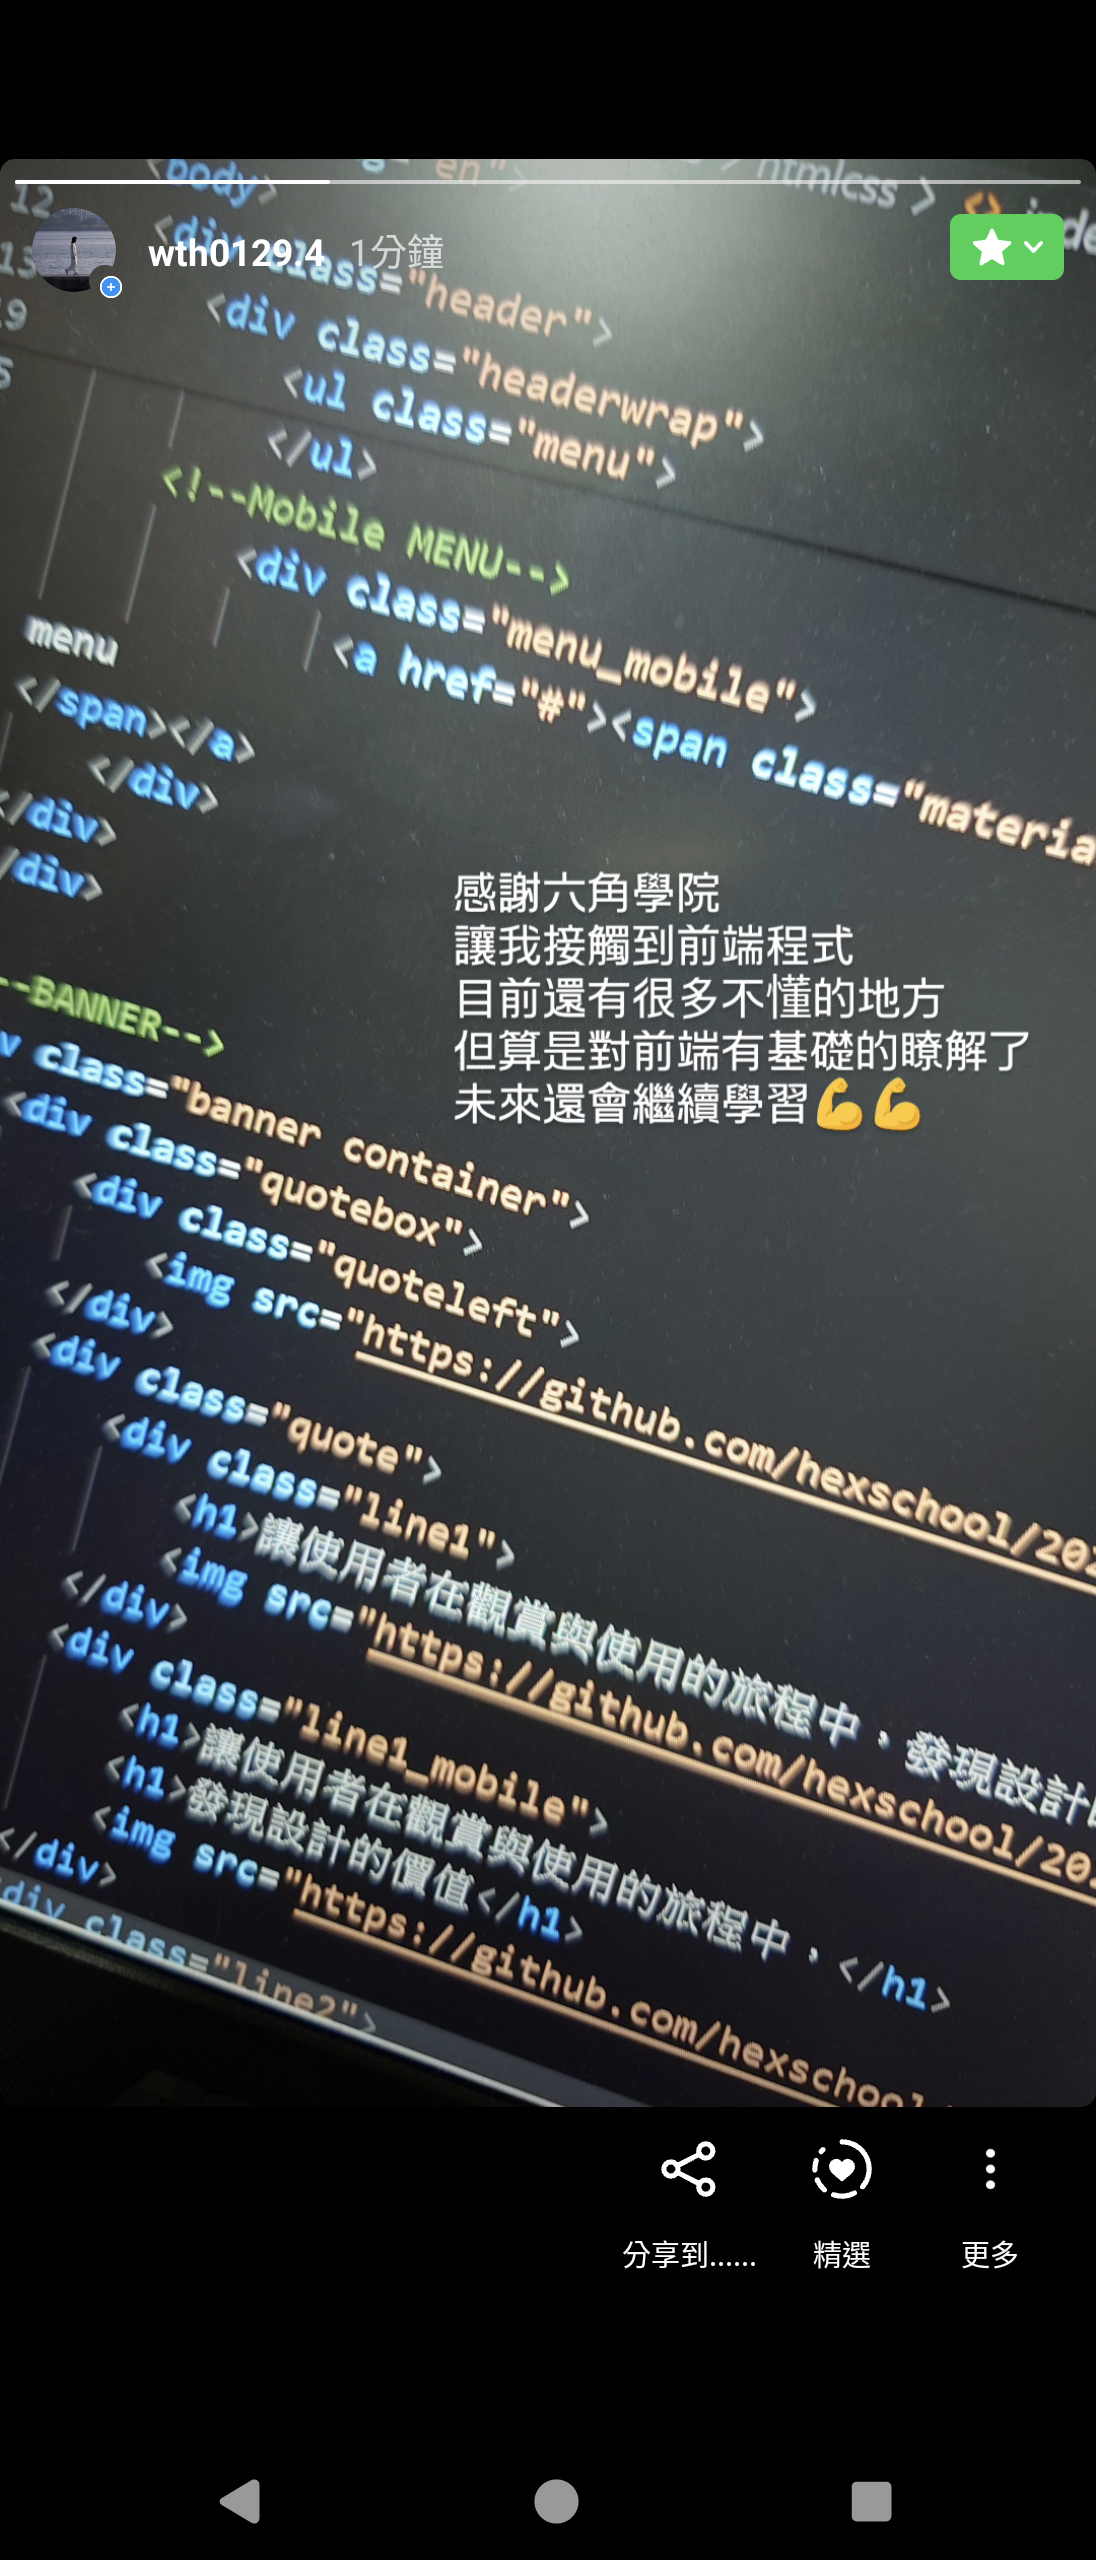 <body>
htmlcss >
12
<div class="header">
13
wth0129.4 1分鐘
<div class="headerwrap">
19
<ul class="menu">
</ul>
<!--Mobile MENU-->
<div class="menu_mobile">
<a href="#"><span class="materia
menu
</span></a>
</div>
</div>
/div>
感謝六角學院
讓我接觸到前端程式
目前還有很多不懂的地方
但算是對前端有基礎的瞭解了
未來還會繼續學習💪💪
--BANNER-->
v class="banner container">
<div class="quotebox">
<div class="quoteleft">
<img src="https://github.com/hexschool/202
</div>
<div class="quote">
<div class="line1">
<h1>讓使用者在觀賞與使用的旅程中，發現設計
<img src="https://github.com/hexschool/20
</div>
<div class="line1_mobile">
<h1>讓使用者在觀賞與使用的旅程中，</h1>
<h1>發現設計的價值</h1>
<img src="https://github.com/hexschool
</div>
<div class="line2">
分享到......
精選
更多